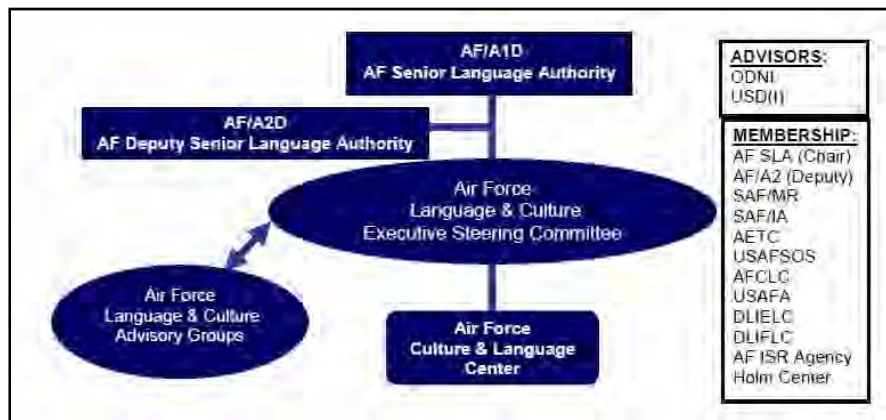 AF/A1D
AF Senior Language Authority
AF/A2D
AF Deputy Senior Language Authority
Air Force
Language & Culture
Executive Steering Committee
Air Force
Language & Culture
Advisory Groups
Air Force
Culture & Language
Center
ADVISORS:
ODNI
USD(I)
MEMBERSHIP:
AF SLA (Chair)
AF/A2 (Deputy)
SAF/MR
SAF/IA
AETC
USAFSOS
AFCLC
USAFA
DLIELC
DLIFLC
AF ISR Agency
Holm Center